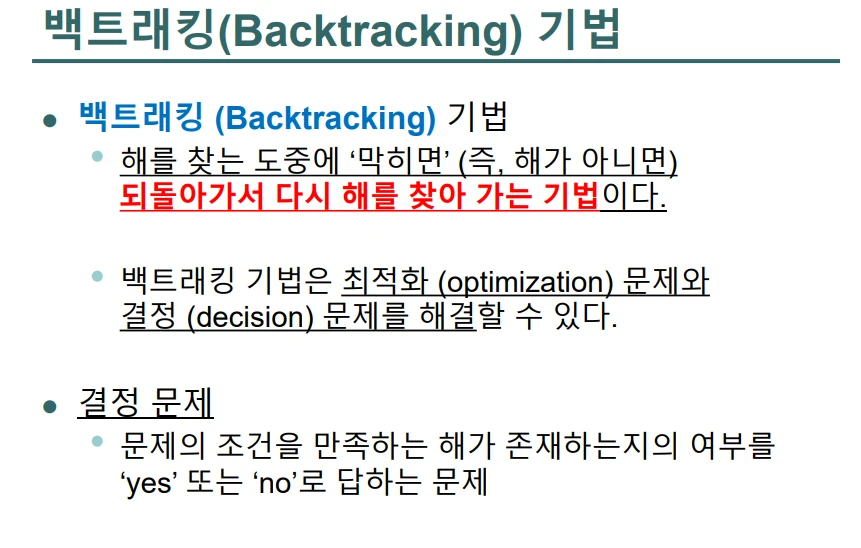 백트래킹(Backtracking) 기법
백트래킹 (Backtracking) 기법
해를 찾는 도중에 ‘막히면’ (즉, 해가 아니면)
되돌아가서 다시 해를 찾아 가는 기법이다.
백트래킹 기법은 최적화 (optimization) 문제와
결정 (decision) 문제를 해결할 수 있다.
결정 문제
문제의 조건을 만족하는 해가 존재하는지의 여부를
‘yes’ 또는 ‘no’로 답하는 문제